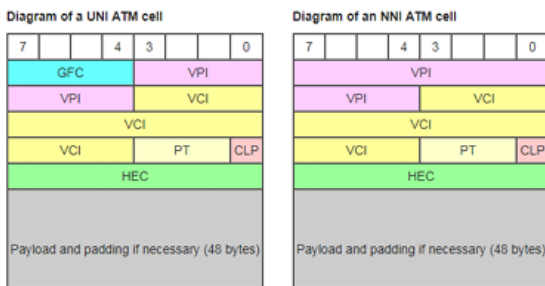 Diagram of a UNI ATM cell
7 4 3 0
GFC VPI
VPI VCI
VCI
VCI PT CLP
HEC
Payload and padding if necessary (48 bytes)
Diagram of an NNI ATM cell
7 4 3 0
VPI
VPI VCI
VCI
VCI PT CLP
HEC
Payload and padding if necessary (48 bytes)